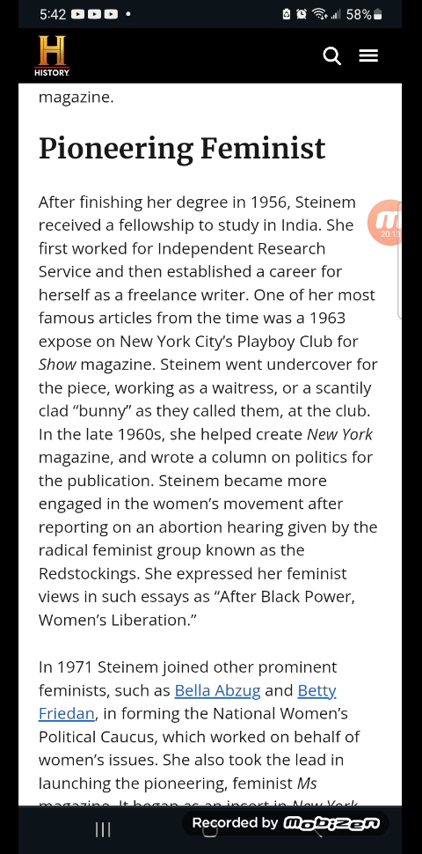 5:42
58%
H
HISTORY.
magazine.
Pioneering Feminist
After finishing her degree in 1956, Steinem
received a fellowship to study in India. She
first worked for Independent Research
Service and then established a career for
herself as a freelance writer. One of her most
famous articles from the time was a 1963
expose on New York City’s Playboy Club for
Show magazine. Steinem went undercover for
the piece, working as a waitress, or a scantily
clad “bunny” as they called them, at the club.
In the late 1960s, she helped create New York
magazine, and wrote a column on politics for
the publication. Steinem became more
engaged in the women’s movement after
reporting on an abortion hearing given by the
radical feminist group known as the
Redstockings. She expressed her feminist
views in such essays as “After Black Power,
Women’s Liberation.”
In 1971 Steinem joined other prominent
feminists, such as Bella Abzug and Betty
Friedan, in forming the National Women’s
Political Caucus, which worked on behalf of
women’s issues. She also took the lead in
launching the pioneering, feminist Ms
magazine. It began as an insert in New York
Recorded by mobizen